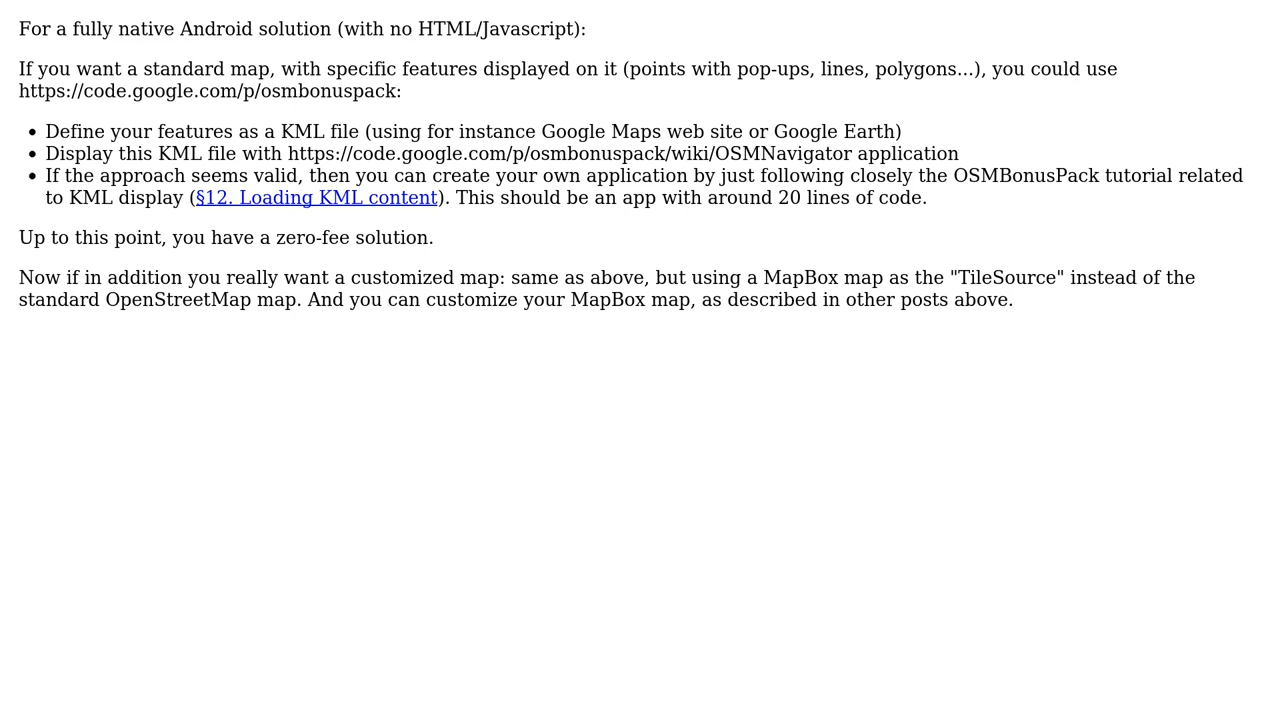 For a fully native Android solution (with no HTML/Javascript):
If you want a standard map, with specific features displayed on it (points with pop-ups, lines, polygons...), you could use
https://code.google.com/p/osmbonuspack:
• Define your features as a KML file (using for instance Google Maps web site or Google Earth)
• Display this KML file with https://code.google.com/p/osmbonuspack/wiki/OSMNavigator application
• If the approach seems valid, then you can create your own application by just following closely the OSMBonusPack tutorial related
to KML display (§12. Loading KML content). This should be an app with around 20 lines of code.
Up to this point, you have a zero-fee solution.
Now if in addition you really want a customized map: same as above, but using a MapBox map as the "TileSource" instead of the
standard OpenStreetMap map. And you can customize your MapBox map, as described in other posts above.